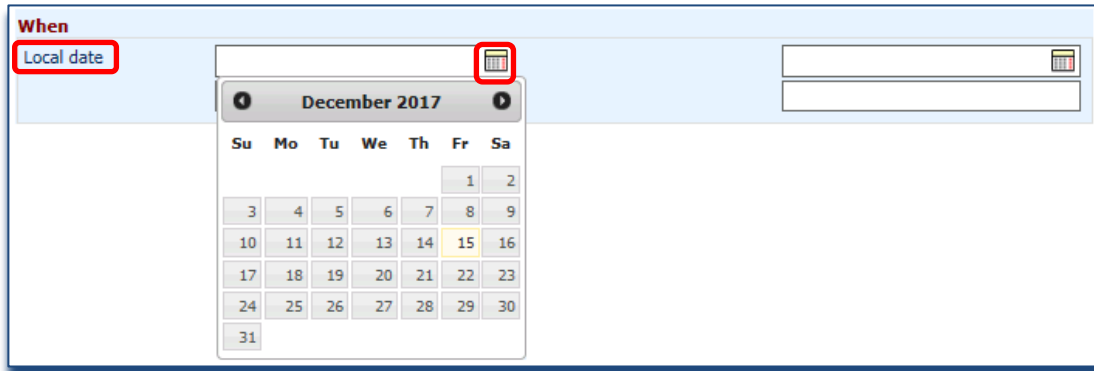 When
Local date
December 2017
Su Mo Tu We Th Fr Sa
1 2
3 4 5 6 7 8 9
10 11 12 13 14 15 16
17 18 19 20 21 22 23
24 25 26 27 28 29 30
31